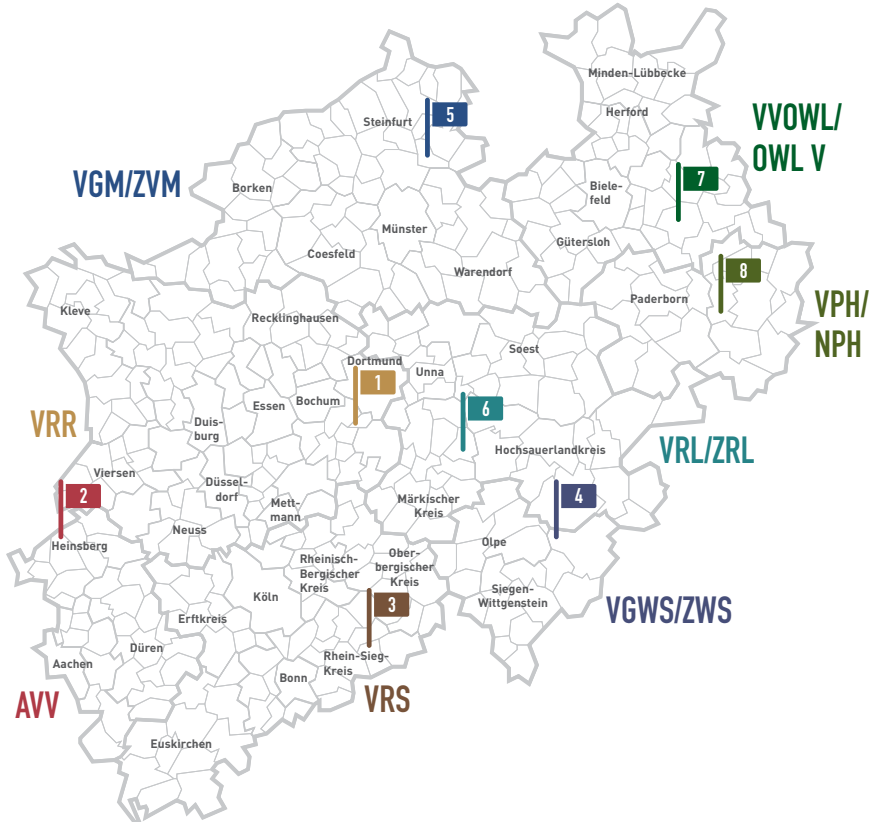 Minden-Lübbecke
Herford
5
Steinfurt
VVOWL/
OWL V
7
VGM/ZVM
Borken
Biele-
feld
Münster
Gütersloh
Coesfeld
Warendorf
8
Paderborn
VPH/
NPH
Kleve
Recklinghausen
Soest
Dortmund
Unna
1
Essen
Bochum
6
VRR
Duis-
burg
Hochsauerlandkreis
VRL/ZRL
Viersen
2
Düssel-
dorf
Mett-
mann
Märkischer
Kreis
4
Neuss
Heinsberg
Olpe
Rheinisch-
Bergischer
Kreis
Ober-
bergischer
Kreis
Köln
3
Siegen-
Wittgenstein
VGWS/ZWS
Erftkreis
Düren
Aachen
Rhein-Sieg-
Kreis
Bonn
AVV
VRS
Euskirchen